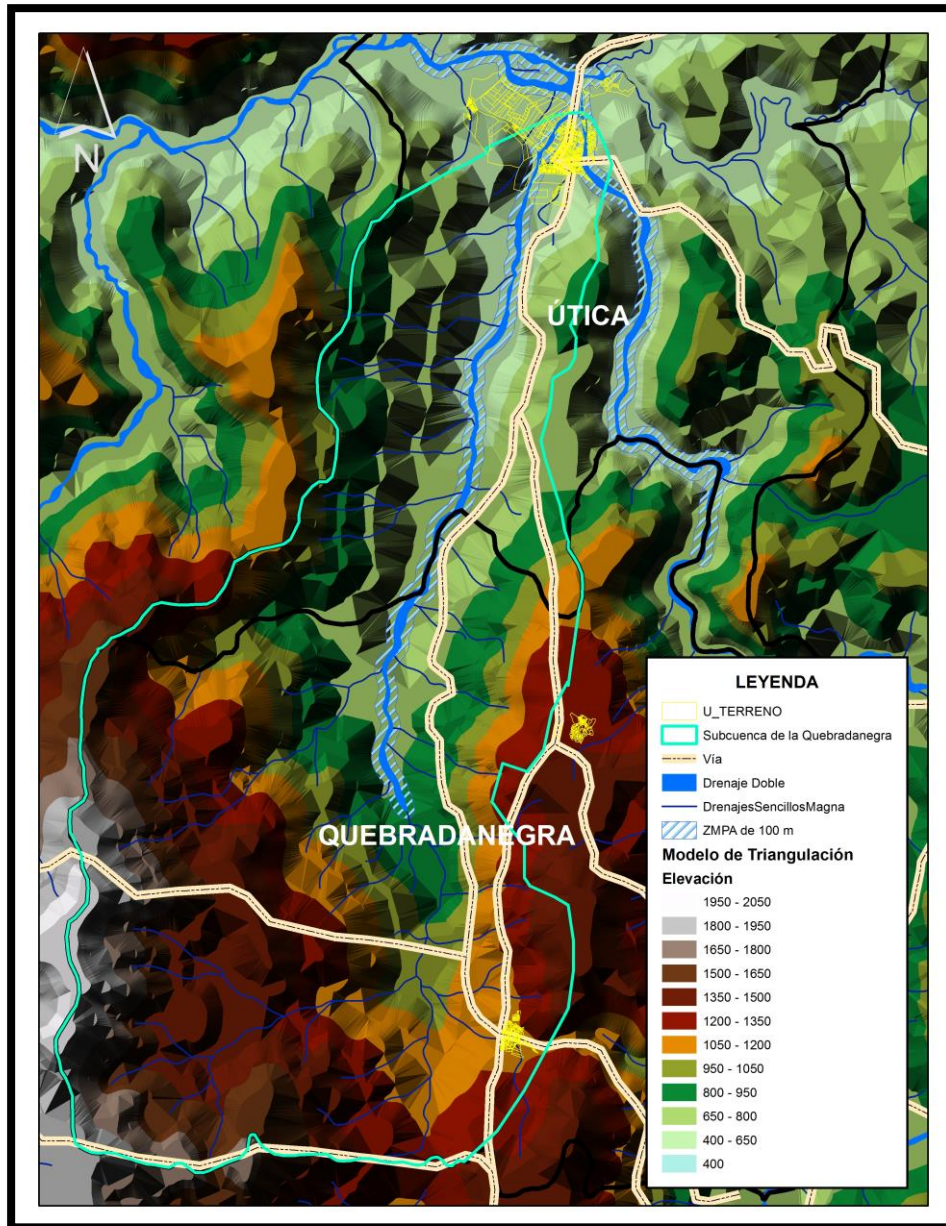 N
ÚTICA
QUEBRADANEGRA
LEYENDA
U_TERRENO
Subcuenca de la Quebradanegra
Vía
Drenaje Doble
DrenajesSencillosMagna
ZMPA de 100 m
Modelo de Triangulación
Elevación
1950 - 2050
1800 - 1950
1650 - 1800
1500 - 1650
1350 - 1500
1200 - 1350
1050 - 1200
950 - 1050
800 - 950
650 - 800
400 - 650
400